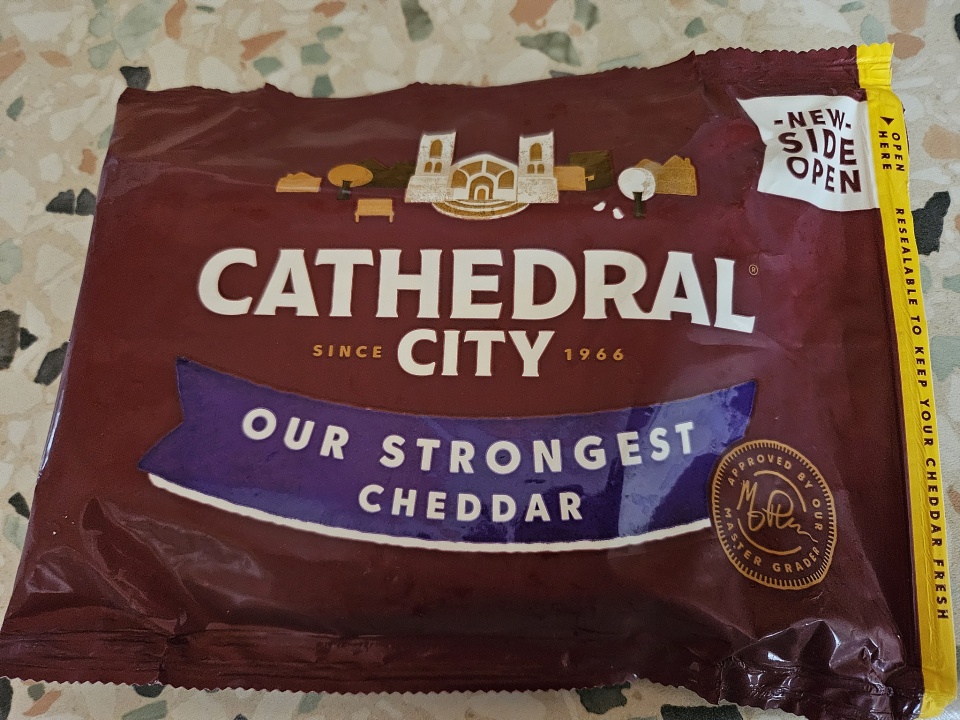 -NEW-
SIDE
OPEN
OPEN
HERE
RESEALABLE TO KEEP YOUR CHEDDAR FRESH
CATHEDRAL®
SINCE CITY 1966
OUR STRONGEST
CHEDDAR
APPROVED BY OUR
MASTER GRADER